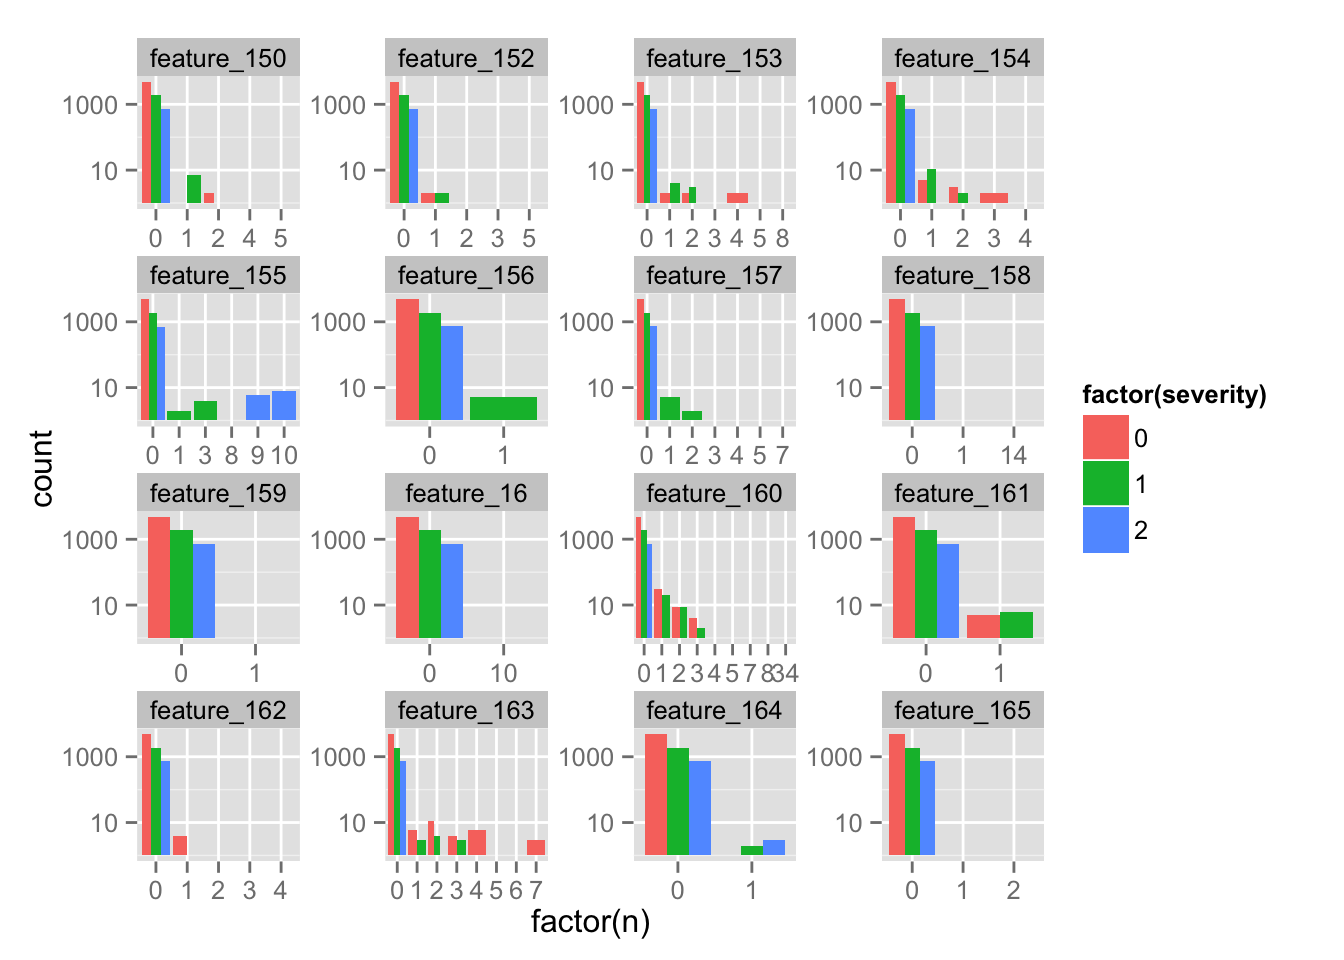 feature_150 feature_152 feature_153 feature_154
1000 1000 1000 1000
10 10 10 10
0 1 2 4 5 0 1 2 3 5 0 1 2 3 4 5 8 0 1 2 3 4
feature_155 feature_156 feature_157 feature_158
1000 1000 1000 1000
10 10 10 10
0 1 3 8 9 10 0 1 0 1 2 3 4 5 7 0 1 14
feature_159 feature_16 feature_160 feature_161
1000 1000 1000 1000
10 10 10 10
0 1 0 10 0 1 2 3 4 5 7 8 34 0 1
feature_162 feature_163 feature_164 feature_165
1000 1000 1000 1000
10 10 10 10
0 1 2 3 4 0 1 2 3 4 5 6 7 0 1 0 1 2
factor(n)
count
factor(severity)
0
1
2